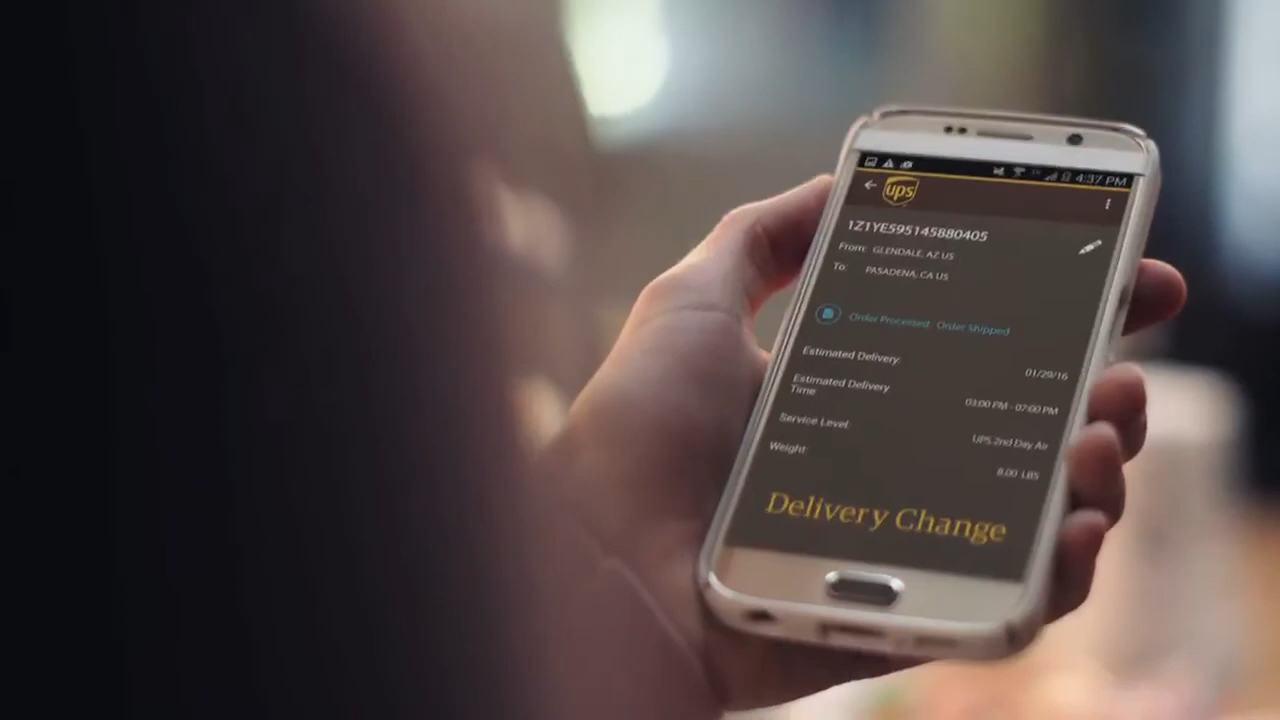 4:37 PM
ups
1Z1YE595145880405
From: GLENDALE, AZ US
To: PASADENA, CA US
Order Processed: Order Shipped
Estimated Delivery: 01/29/16
Estimated Delivery Time: 03:00 PM - 07:00 PM
Service Level: UPS 2nd Day Air
Weight: 8.00 LBS
Delivery Change